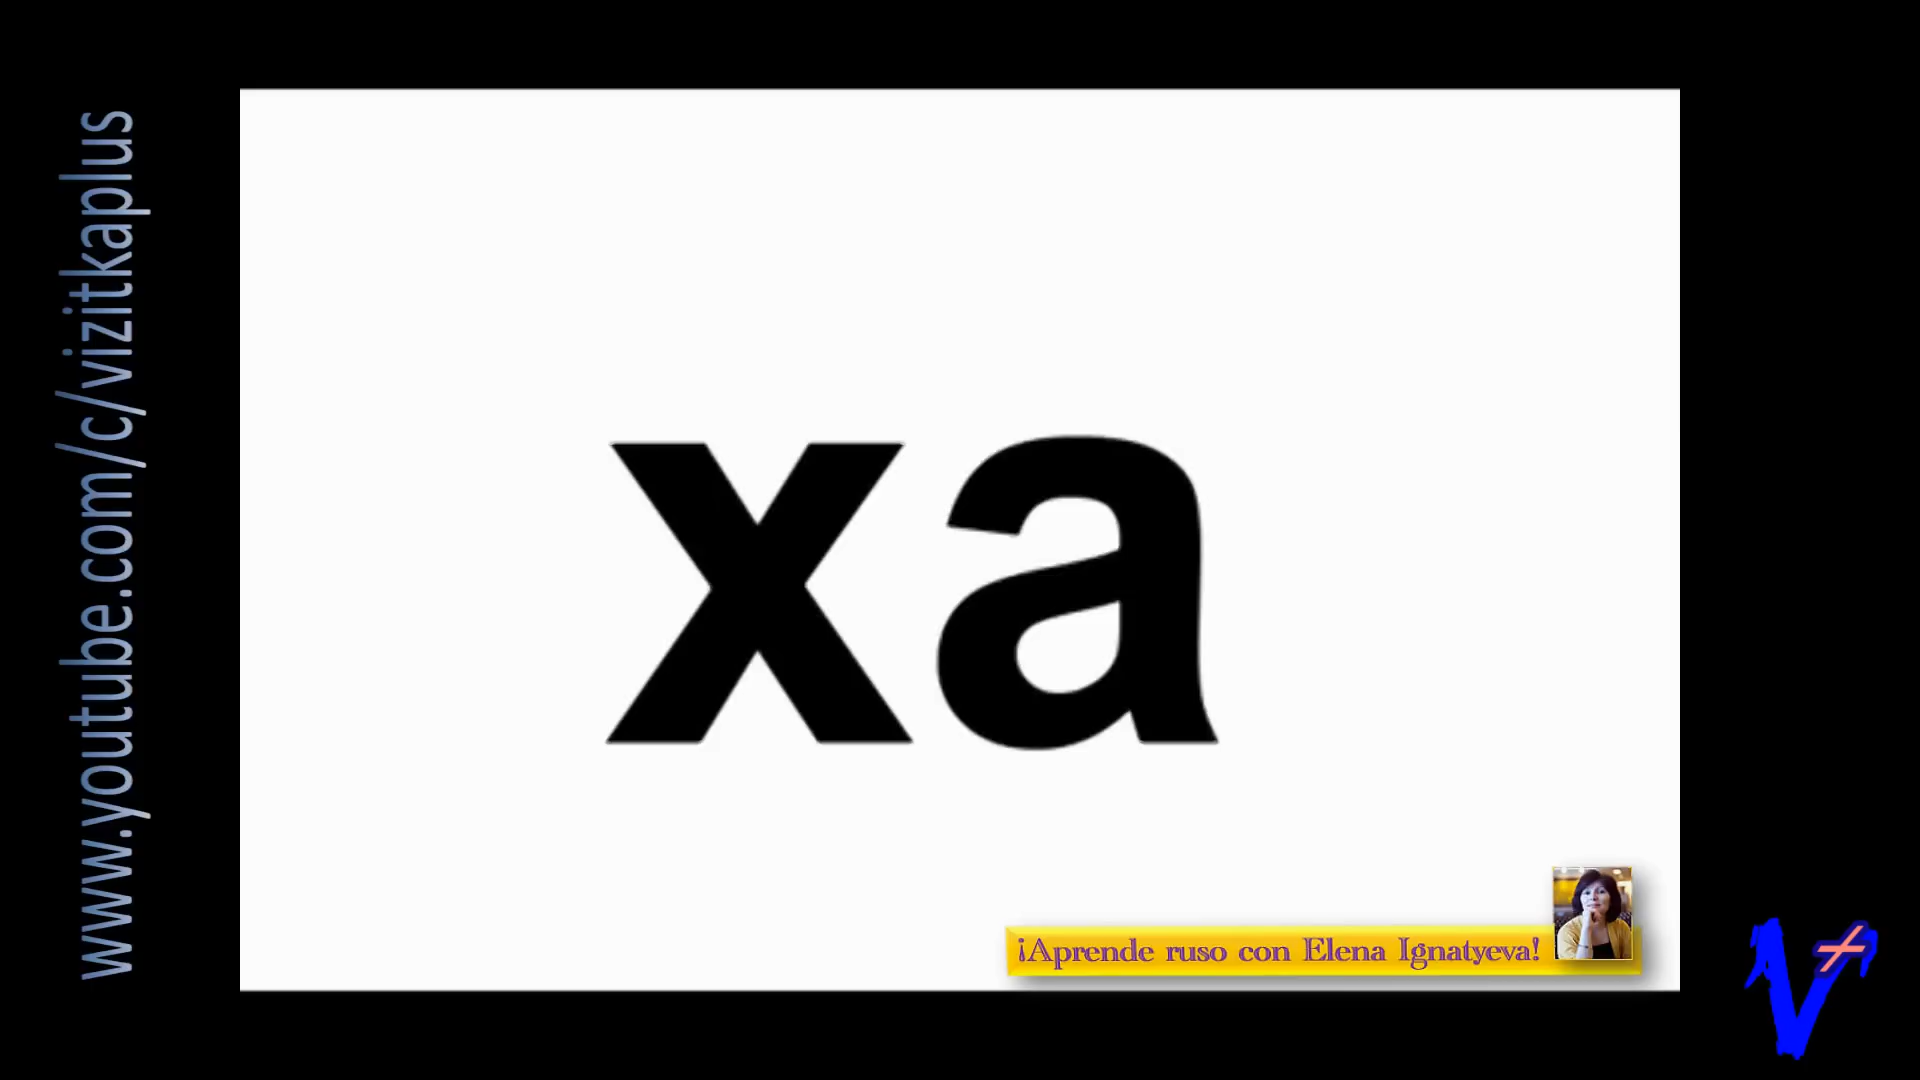 www.youtube.com/c/vizitkaplus
ха
¡Aprende ruso con Elena Ignatyeva!
V+